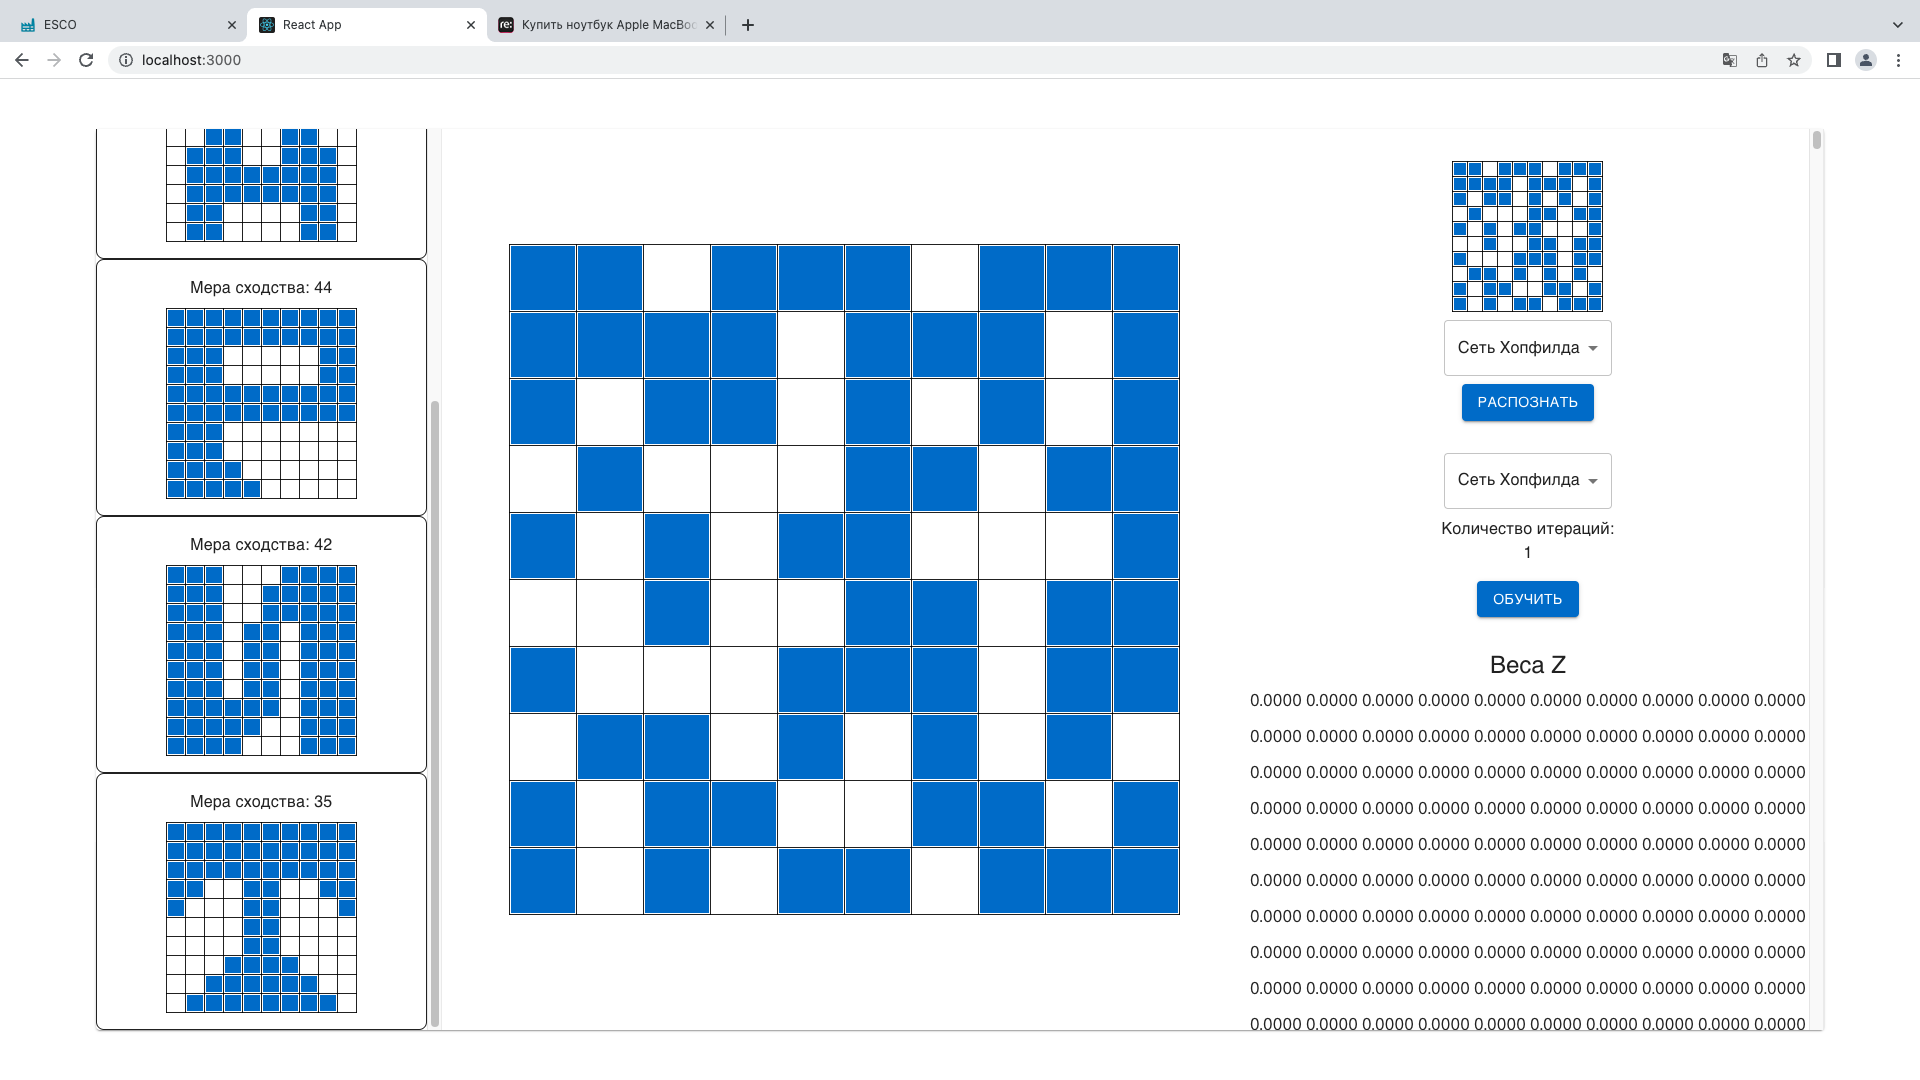 ESCO
React App
re:
Купить ноутбук Apple MacBo
localhost:3000
Мера сходства: 44
Мера сходства: 42
Мера сходства: 35
Сеть Хопфилда
РАСПОЗНАТЬ
Сеть Хопфилда
Количество итераций:
1
ОБУЧИТЬ
Веса Z
0.0000 0.0000 0.0000 0.0000 0.0000 0.0000 0.0000 0.0000 0.0000 0.0000
0.0000 0.0000 0.0000 0.0000 0.0000 0.0000 0.0000 0.0000 0.0000 0.0000
0.0000 0.0000 0.0000 0.0000 0.0000 0.0000 0.0000 0.0000 0.0000 0.0000
0.0000 0.0000 0.0000 0.0000 0.0000 0.0000 0.0000 0.0000 0.0000 0.0000
0.0000 0.0000 0.0000 0.0000 0.0000 0.0000 0.0000 0.0000 0.0000 0.0000
0.0000 0.0000 0.0000 0.0000 0.0000 0.0000 0.0000 0.0000 0.0000 0.0000
0.0000 0.0000 0.0000 0.0000 0.0000 0.0000 0.0000 0.0000 0.0000 0.0000
0.0000 0.0000 0.0000 0.0000 0.0000 0.0000 0.0000 0.0000 0.0000 0.0000
0.0000 0.0000 0.0000 0.0000 0.0000 0.0000 0.0000 0.0000 0.0000 0.0000
0.0000 0.0000 0.0000 0.0000 0.0000 0.0000 0.0000 0.0000 0.0000 0.0000